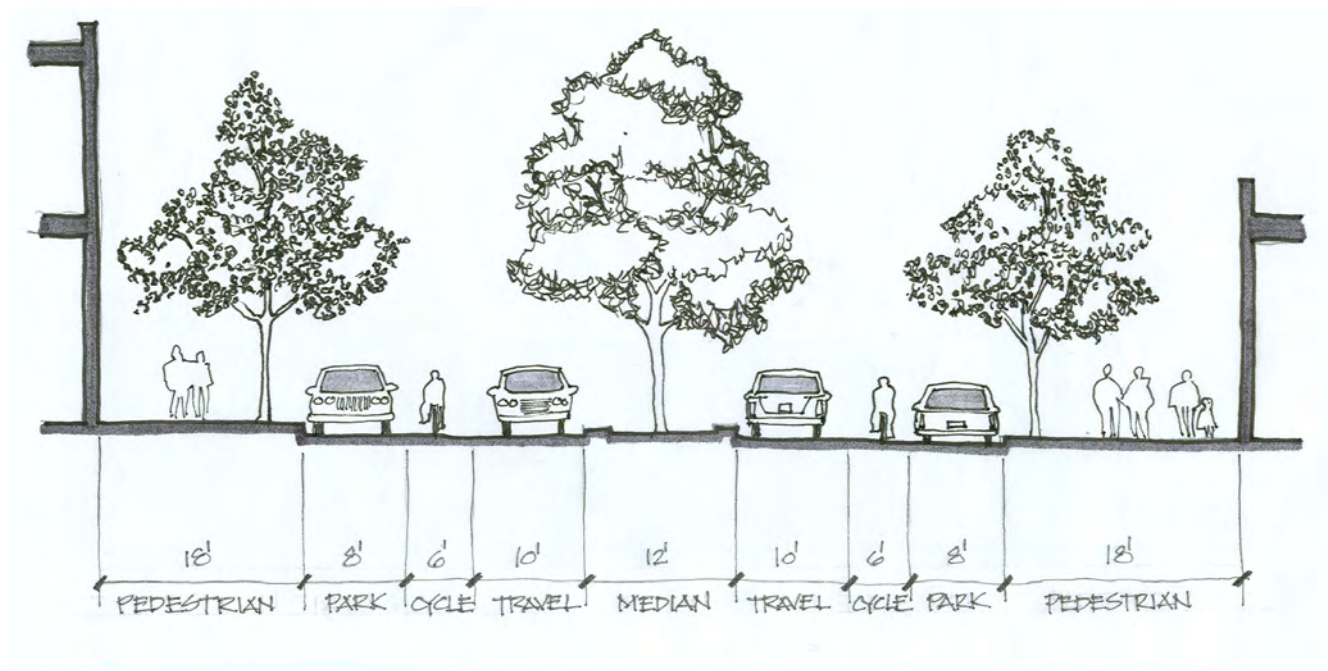 18' 8' 6' 10' 12' 10' 6' 8' 18'
PEDESTRIAN PARK CYCLE TRAVEL MEDIAN TRAVEL CYCLE PARK PEDESTRIAN